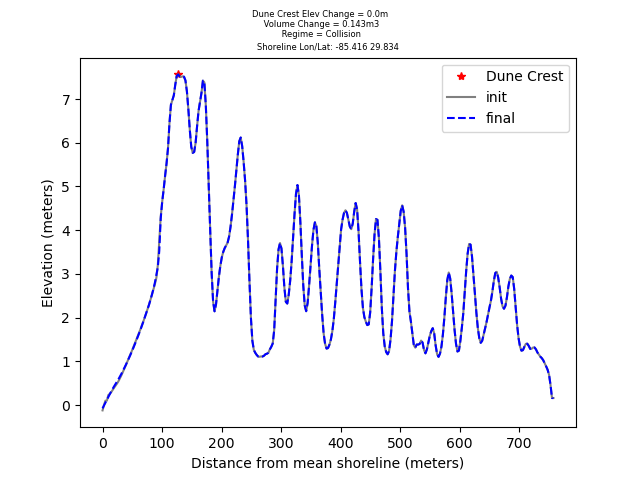 Dune Crest Elev Change = 0.0m
Volume Change = 0.143m3
Regime = Collision
Shoreline Lon/Lat: -85.416 29.834
Dune Crest
init
final
Elevation (meters)
7
6
5
4
3
2
1
0
0 100 200 300 400 500 600 700
Distance from mean shoreline (meters)